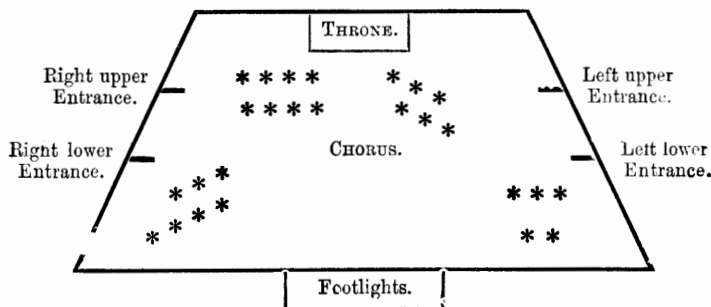 THRONE.
Right upper
Entrance.
Left upper
Entrance.
CHORUS.
Right lower
Entrance.
Left lower
Entrance.
Footlights.